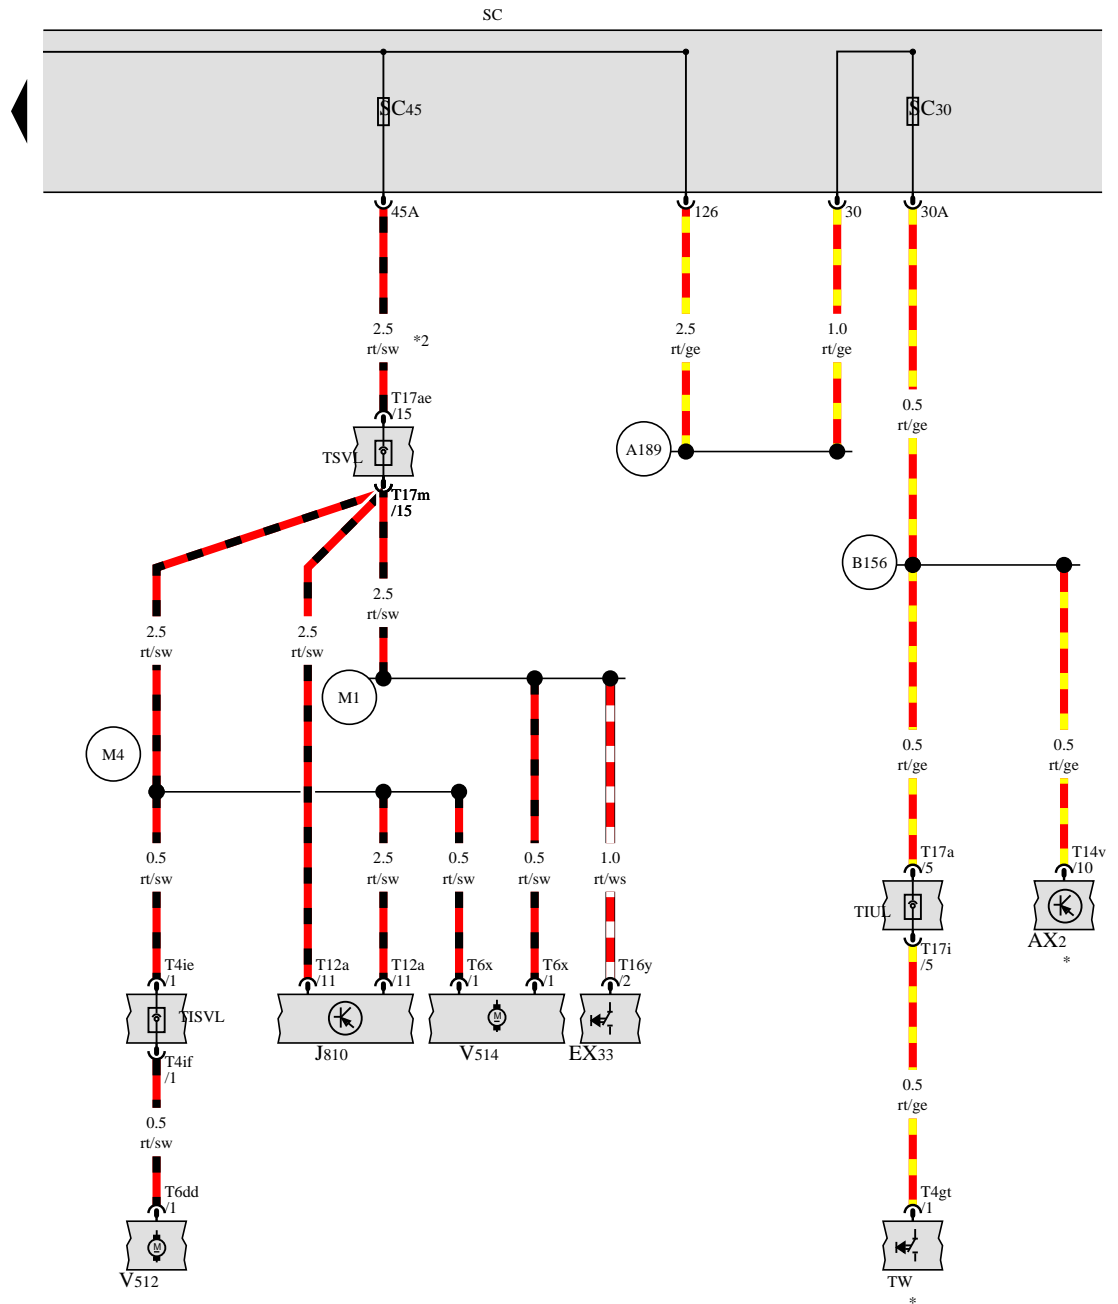 SC
SC45
SC30
45A
126
30
30A
2.5
rt/sw
*2
2.5
rt/ge
1.0
rt/ge
T17ae
/15
0.5
rt/ge
A189
TSVL
T17m
/15
B156
2.5
rt/sw
2.5
rt/sw
2.5
rt/sw
M1
M4
0.5
rt/ge
0.5
rt/ge
0.5
rt/sw
2.5
rt/sw
0.5
rt/sw
0.5
rt/sw
1.0
rt/ws
T17a
/5
T14v
/10
TIUL
AX2
*
T17i
/5
T4ie
/1
T12a
/11
T12a
/11
T6x
/1
T6x
/1
T16y
/2
TISVL
M
J810
V514
EX33
T4if
/1
0.5
rt/ge
0.5
rt/sw
T6dd
/1
T4gt
/1
M
V512
TW
*